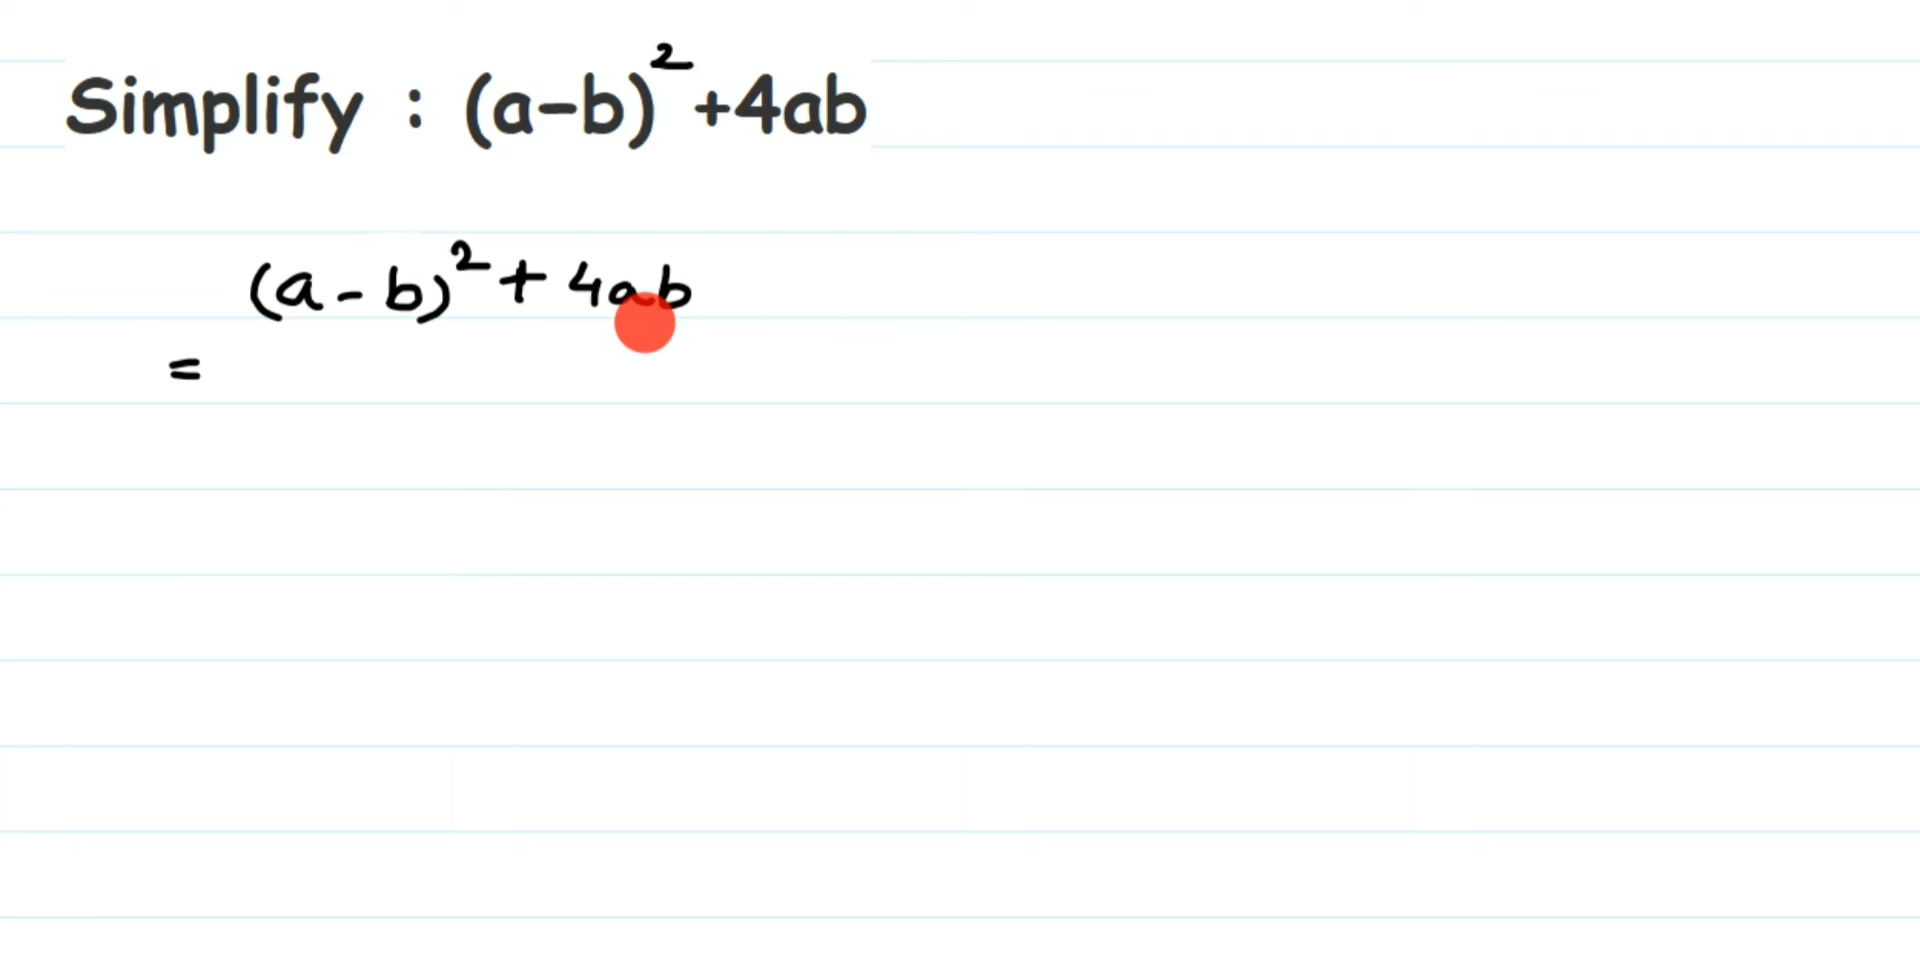 Simplify : (a-b)²+4ab
(a - b)² + 4ab
=